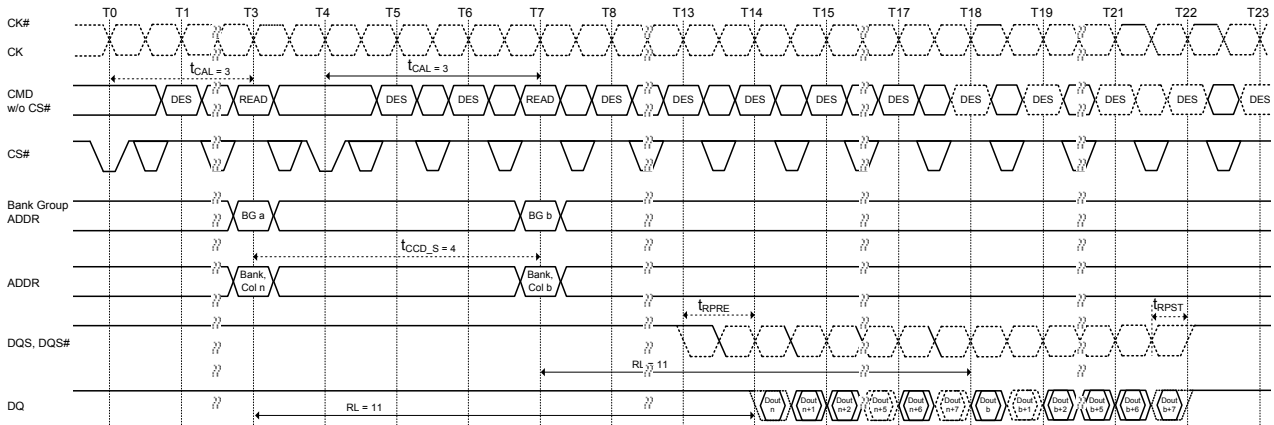 T0 T1 T3 T4 T5 T6 T7 T8 T13 T14 T15 T17 T18 T19 T21 T22 T23
CK#
CK
tCAL = 3 tCAL = 3
CMD
w/o CS#
DES READ DES DES READ DES DES DES DES DES DES DES DES DES DES DES
CS#
Bank Group
ADDR
BG a BG b
tCCD_S = 4
ADDR
Bank,
Col n
Bank,
Col b
tRPRE tRPST
DQS, DQS#
RL = 11
DQ
RL = 11
Dout
n
Dout
n+1
Dout
n+2
Dout
n+5
Dout
n+6
Dout
n+7
Dout
b
Dout
b+1
Dout
b+2
Dout
b+5
Dout
b+6
Dout
b+7